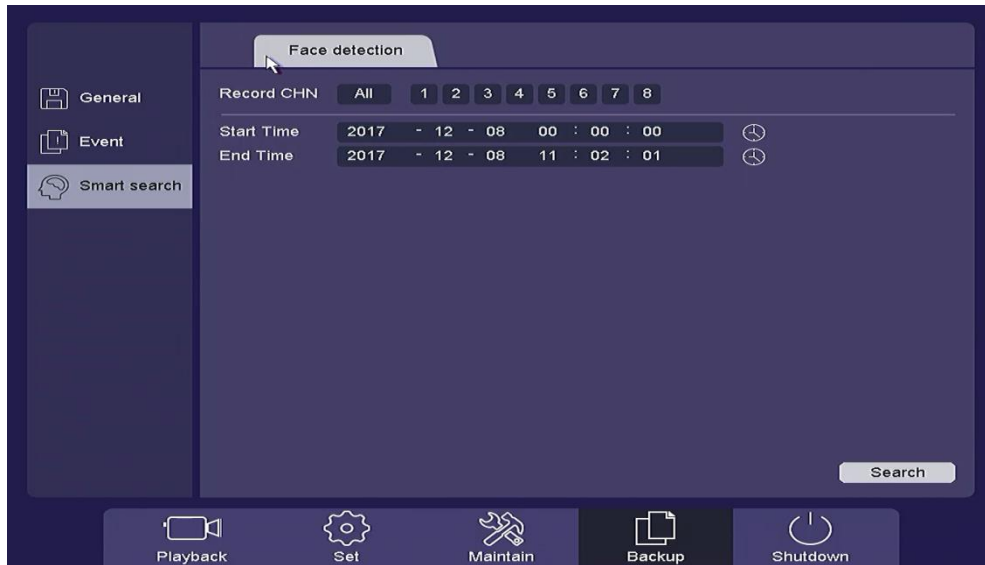 Face detection
General
Event
Smart search
Record CHN All 1 2 3 4 5 6 7 8
Start Time 2017 - 12 - 08 00 : 00 : 00
End Time 2017 - 12 - 08 11 : 02 : 01
Search
Playback Set Maintain Backup Shutdown